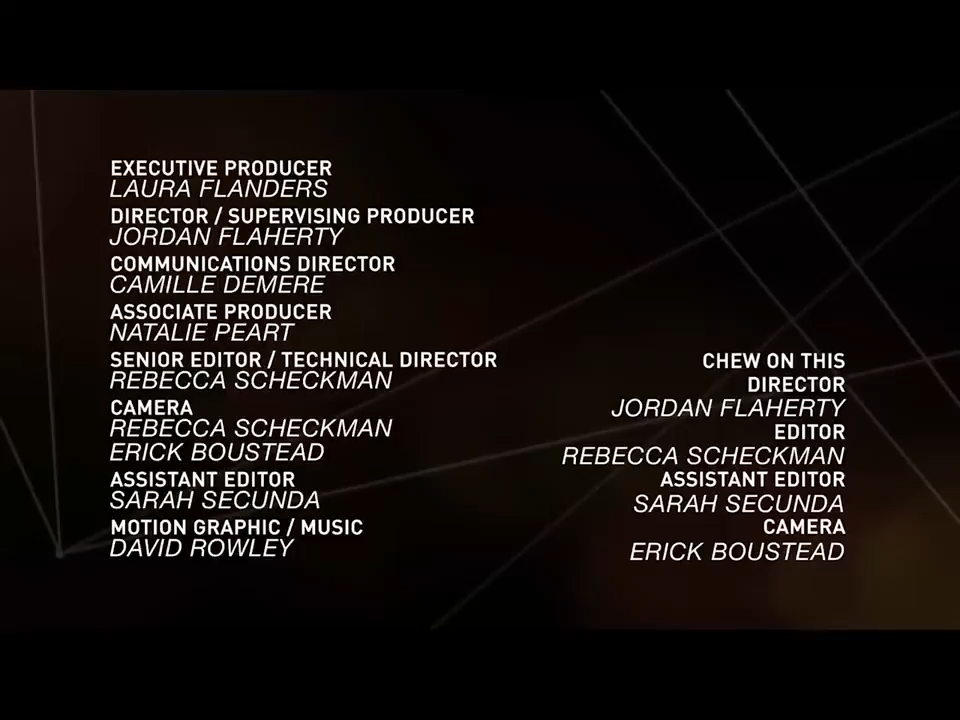 EXECUTIVE PRODUCER
LAURA FLANDERS
DIRECTOR / SUPERVISING PRODUCER
JORDAN FLAHERTY
COMMUNICATIONS DIRECTOR
CAMILLE DEMERE
ASSOCIATE PRODUCER
NATALIE PEART
SENIOR EDITOR / TECHNICAL DIRECTOR
REBECCA SCHECKMAN
CAMERA
REBECCA SCHECKMAN
ERICK BOUSTEAD
ASSISTANT EDITOR
SARAH SECUNDA
MOTION GRAPHIC / MUSIC
DAVID ROWLEY
CHEW ON THIS
DIRECTOR
JORDAN FLAHERTY
EDITOR
REBECCA SCHECKMAN
ASSISTANT EDITOR
SARAH SECUNDA
CAMERA
ERICK BOUSTEAD